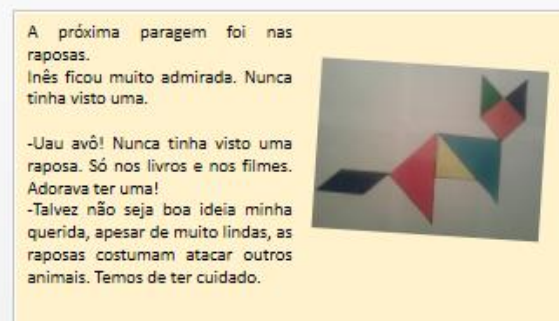 A próxima paragem foi nas
raposas.
Inês ficou muito admirada. Nunca
tinha visto uma.
-Uau avô! Nunca tinha visto uma
raposa. Só nos livros e nos filmes.
Adorava ter uma!
-Talvez não seja boa ideia minha
querida, apesar de muito lindas, as
raposas costumam atacar outros
animais. Temos de ter cuidado.